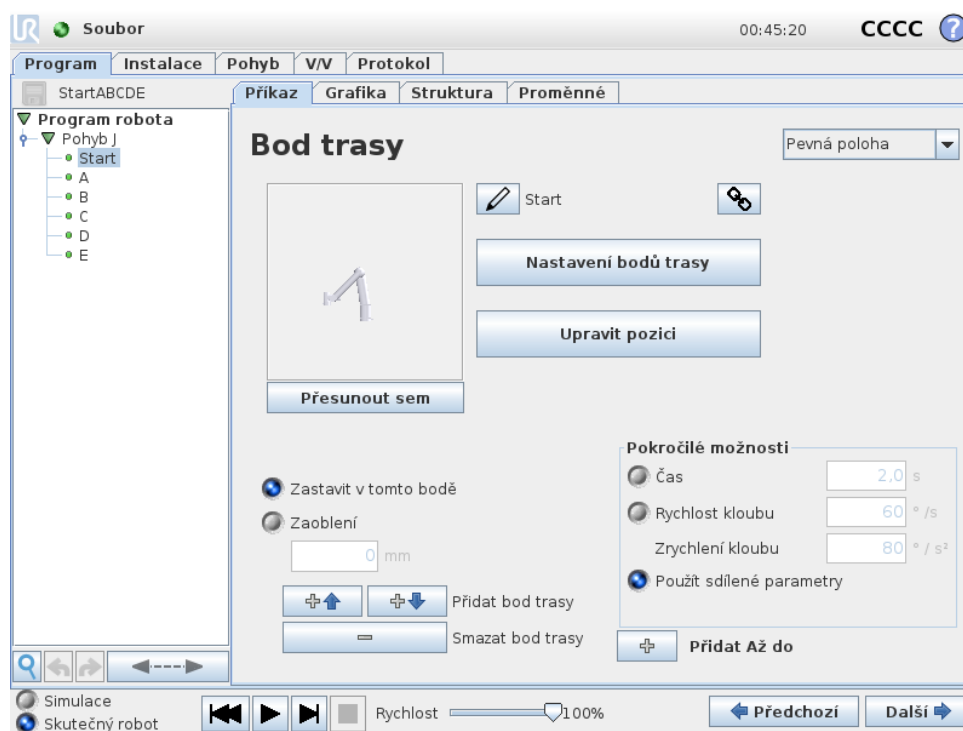 UR Soubor 00:45:20 CCCC ?
Program Instalace Pohyb V/V Protokol
StartABCDE
Příkaz Grafika Struktura Proměnné
Program robota
Pohyb J
Start
A
B
C
D
E
Bod trasy
Pevná poloha
Start
Nastavení bodů trasy
Upravit pozici
Přesunout sem
Zastavit v tomto bodě
Zaoblení
0 mm
Přidat bod trasy
Smazat bod trasy
Pokročilé možnosti
Čas 2,0 s
Rychlost kloubu 60 ° /s
Zrychlení kloubu 80 ° / s²
Použít sdílené parametry
Přidat Až do
Simulace
Skutečný robot
Rychlost 100%
Předchozí
Další